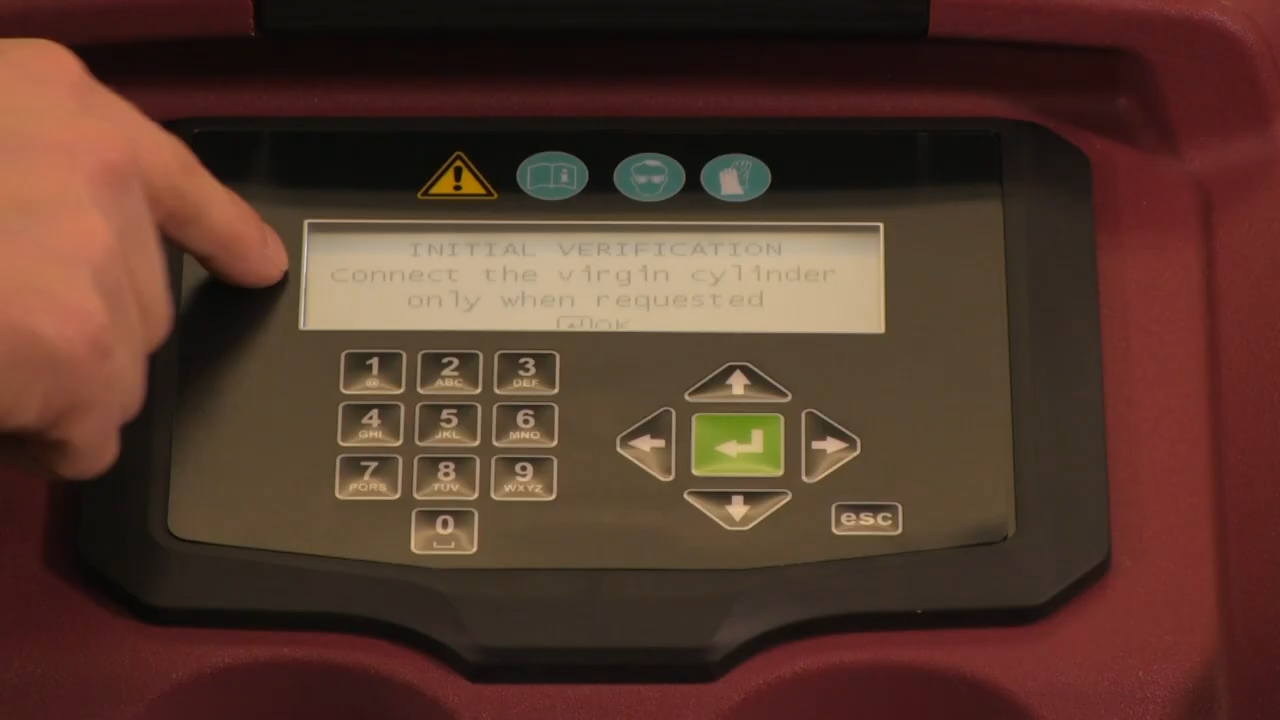 INITIAL VERIFICATION
Connect the virgin cylinder
only when requested
OK
1 2 3
@ ABC DEF
4 5 6
GHI JKL MNO
7 8 9
PQRS TUV WXYZ
0
esc